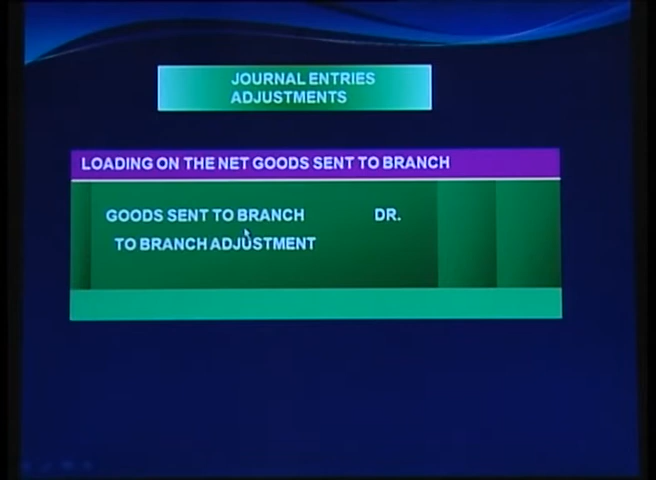 JOURNAL ENTRIES
ADJUSTMENTS
LOADING ON THE NET GOODS SENT TO BRANCH
GOODS SENT TO BRANCH DR.
TO BRANCH ADJUSTMENT